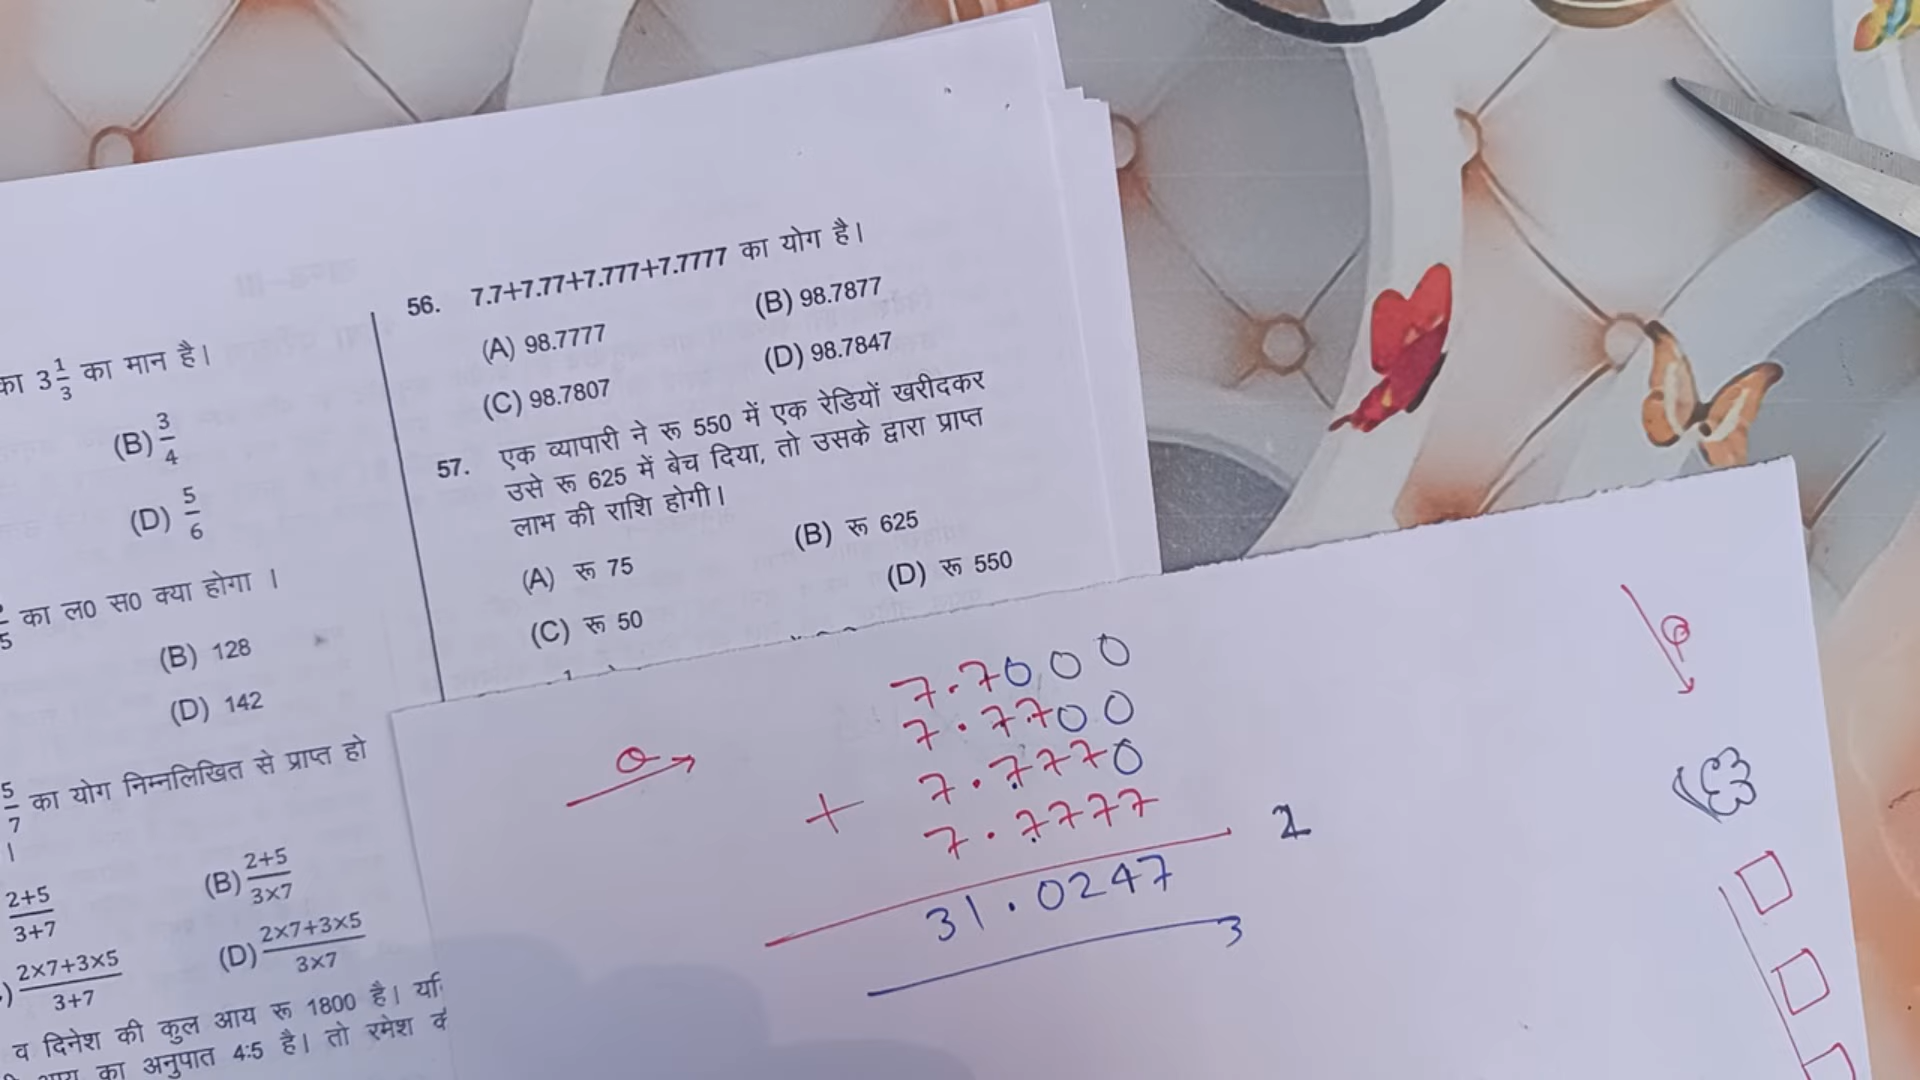 का 3 1/3 का मान है।
(B) 3/4
(D) 5/6
5 का ल0 स0 क्या होगा ।
(B) 128
(D) 142
5/7 का योग निम्नलिखित से प्राप्त हो
2+5/3+7
(B) 2+5/3×7
) 2×7+3×5/3+7
(D) 2×7+3×5/3×7
व दिनेश की कुल आय रू 1800 है। यदि
का अनुपात 4:5 है। तो रमेश
56. 7.7+7.77+7.777+7.7777 का योग है।
(A) 98.7777
(B) 98.7877
(C) 98.7807
(D) 98.7847
57. एक व्यापारी ने रू 550 में एक रेडियों खरीदकर
उसे रू 625 में बेच दिया, तो उसके द्वारा प्राप्त
लाभ की राशि होगी।
(A) रू 75
(B) रू 625
(C) रू 50
(D) रू 550
7.7000
7.7700
7.7770
+ 7.7777
31.0247
2